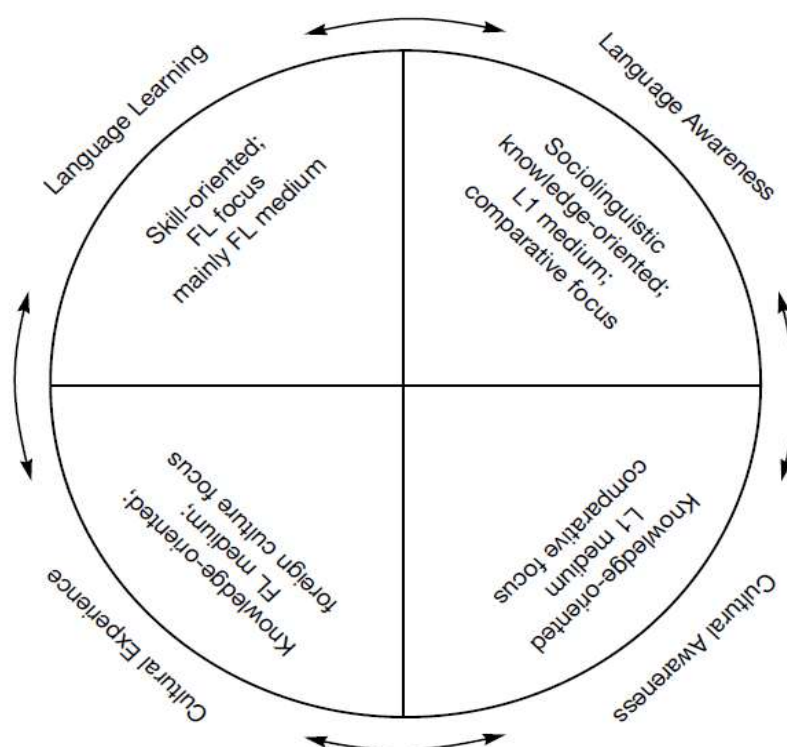 Language Learning
Skill-oriented;
FL focus
mainly FL medium
Language Awareness
Sociolinguistic
knowledge-oriented;
L1 medium;
comparative focus
Cultural Experience
Knowledge-oriented;
FL medium;
foreign culture focus
Cultural Awareness
Knowledge-oriented
L1 medium
comparative focus